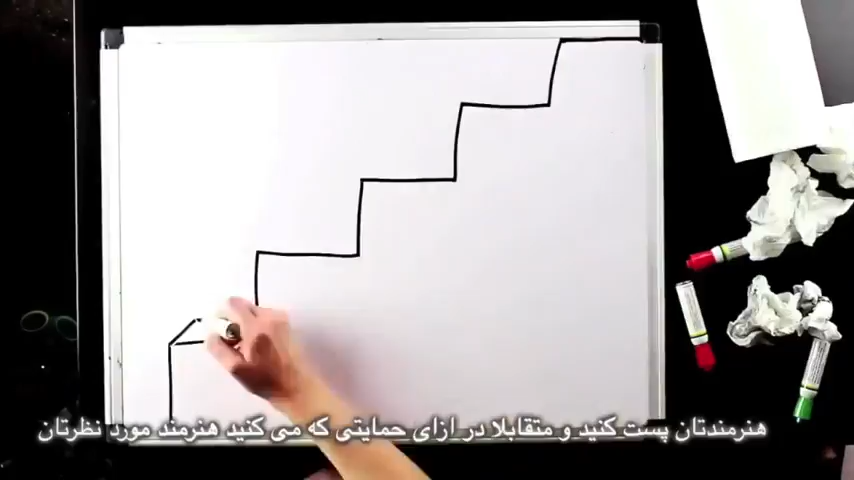 هنرمندتان پست کنید و متقابلا در ازای حمایتی که می کنید هنرمند مورد نظرتان